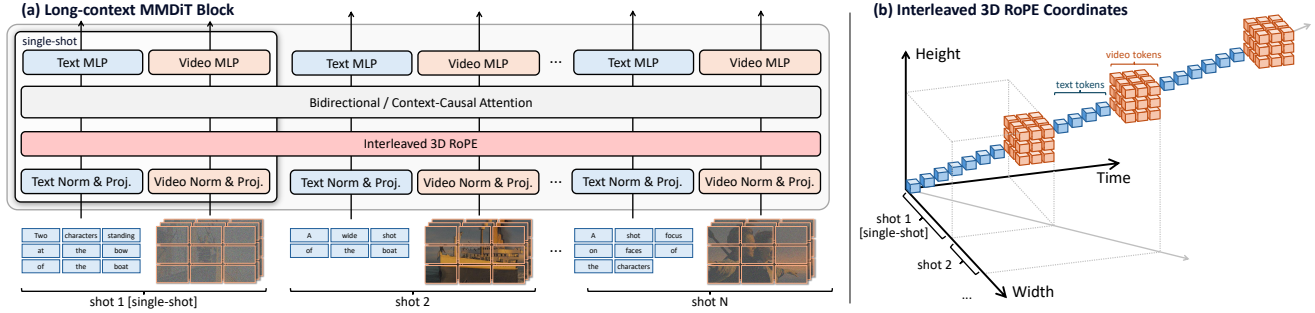 (a) Long-context MMDiT Block
single-shot
Text MLP
Video MLP
Text MLP
Video MLP
...
Text MLP
Video MLP
Bidirectional / Context-Causal Attention
Interleaved 3D RoPE
Text Norm & Proj.
Video Norm & Proj.
Text Norm & Proj.
Video Norm & Proj.
...
Text Norm & Proj.
Video Norm & Proj.
Two characters standing
at the bow
of the boat
A wide shot
of the boat
...
A shot focus
on faces of
the characters
shot 1 [single-shot]
shot 2
shot N
(b) Interleaved 3D RoPE Coordinates
Height
video tokens
text tokens
Time
shot 1
[single-shot]
shot 2
...
Width